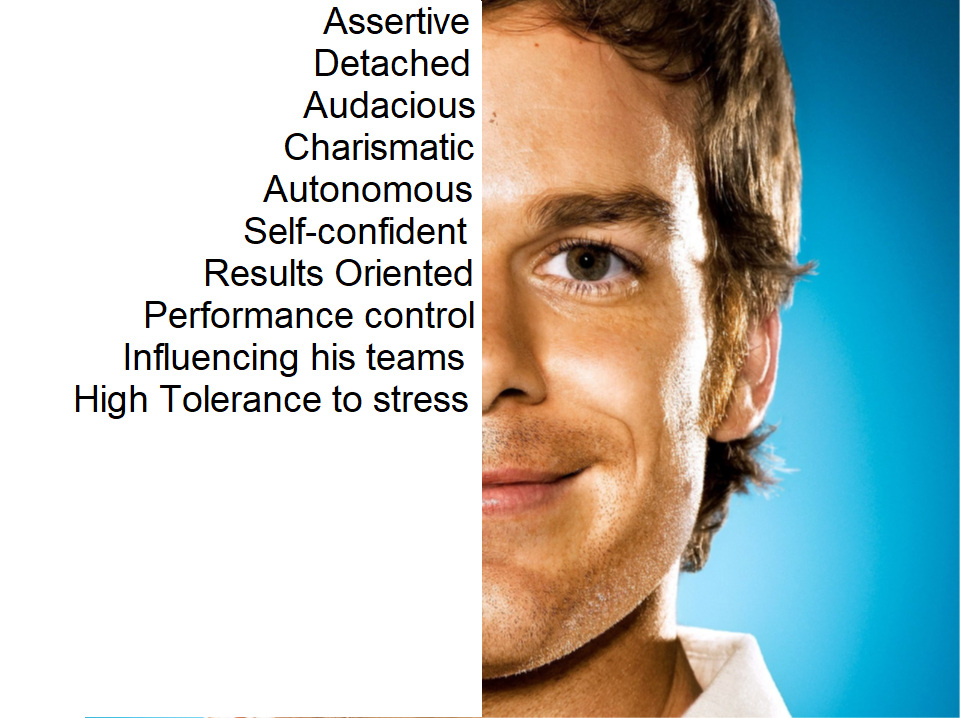 Assertive
Detached
Audacious
Charismatic
Autonomous
Self-confident
Results Oriented
Performance control
Influencing his teams
High Tolerance to stress